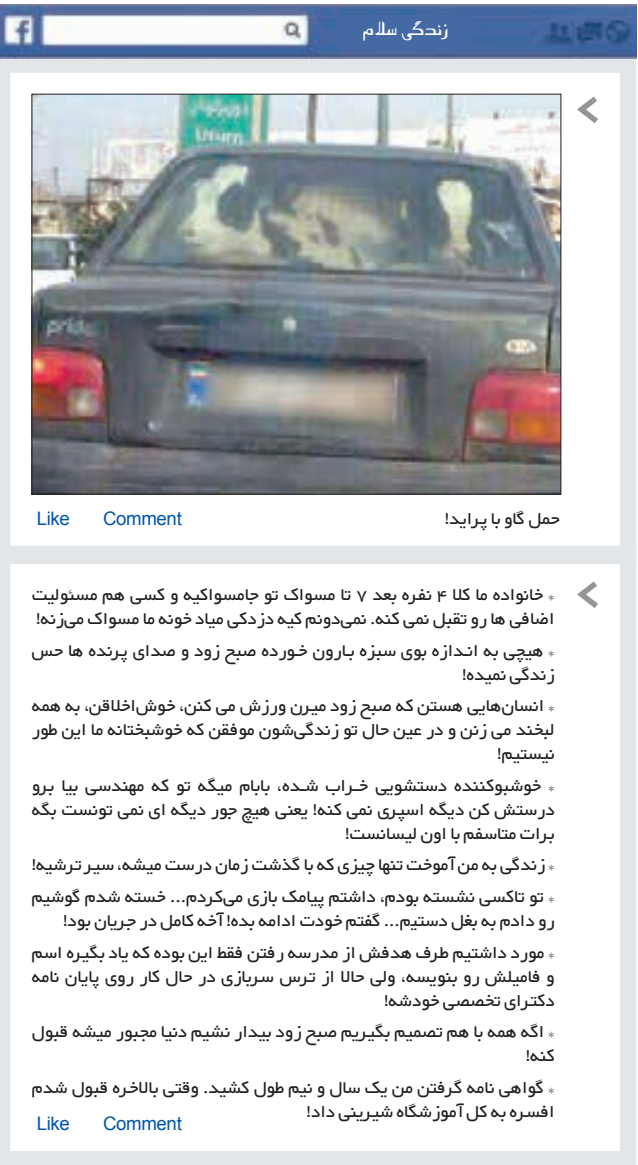 زندگی سلام
f
Uturn
pride
KIA
حمل گاو با پراید!
Like Comment
* خانواده ما کلا ۴ نفره بعد ۷ تا مسواک تو جامسواکیه و کسی هم مسئولیت
اضافی ها رو تقبل نمی کنه. نمی‌دونم کیه دزدکی میاد خونه ما مسواک می‌زنه!
* هیچی به اندازه بوی سبزه بارون خورده صبح زود و صدای پرنده ها حس
زندگی نمیده!
* انسان‌هایی هستن که صبح زود میرن ورزش می کنن، خوش‌اخلاقن، به همه
لبخند می زنن و در عین حال تو زندگی‌شون موفقن که خوشبختانه ما این طور
نیستیم!
* خوشبوکننده دستشویی خراب شده، بابام میگه تو که مهندسی بیا برو
درستش کن دیگه اسپری نمی کنه! یعنی هیچ جور دیگه ای نمی تونست بگه
برات متاسفم با اون لیسانست!
* زندگی به من آموخت تنها چیزی که با گذشت زمان درست میشه، سیر ترشیه!
* تو تاکسی نشسته بودم، داشتم پیامک بازی می‌کردم... خسته شدم گوشیم
رو دادم به بغل دستیم... گفتم خودت ادامه بده! آخه کامل در جریان بود!
* مورد داشتیم طرف هدفش از مدرسه رفتن فقط این بوده که یاد بگیره اسم
و فامیلش رو بنویسه، ولی حالا از ترس سربازی در حال کار روی پایان نامه
دکترای تخصصی خودشه!
* اگه همه با هم تصمیم بگیریم صبح زود بیدار نشیم دنیا مجبور میشه قبول
کنه!
* گواهی نامه گرفتن من یک سال و نیم طول کشید. وقتی بالاخره قبول شدم
افسره به کل آموزشگاه شیرینی داد!
Like Comment